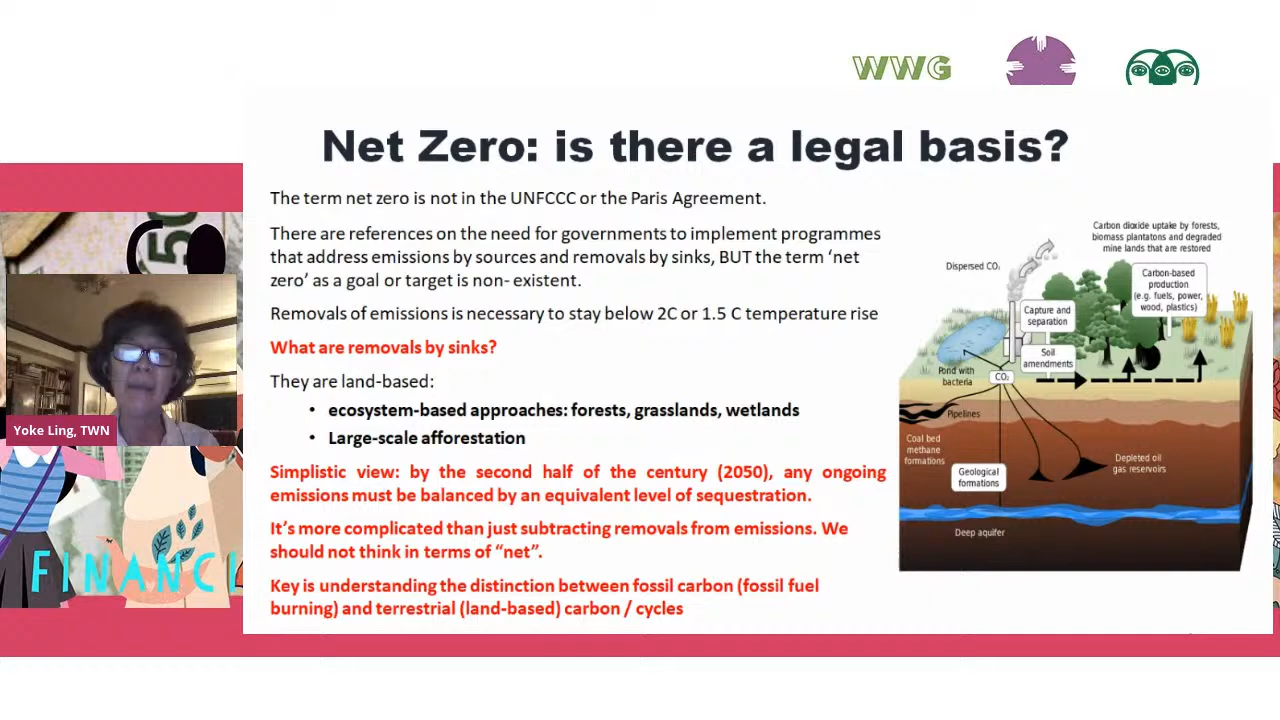 WWG
Net Zero: is there a legal basis?
The term net zero is not in the UNFCCC or the Paris Agreement.
There are references on the need for governments to implement programmes
that address emissions by sources and removals by sinks, BUT the term ‘net
zero’ as a goal or target is non- existent.
Removals of emissions is necessary to stay below 2C or 1.5 C temperature rise
What are removals by sinks?
They are land-based:
• ecosystem-based approaches: forests, grasslands, wetlands
• Large-scale afforestation
Simplistic view: by the second half of the century (2050), any ongoing
emissions must be balanced by an equivalent level of sequestration.
It’s more complicated than just subtracting removals from emissions. We
should not think in terms of “net”.
Key is understanding the distinction between fossil carbon (fossil fuel
burning) and terrestrial (land-based) carbon / cycles
Carbon dioxide uptake by forests,
biomass plantatons and degraded
mine lands that are restored
Dispersed CO₂
Carbon-based
production
(e.g. fuels, power,
wood, plastics)
Capture and
separation
Soil
amendments
Pond with
bacteria
CO₂
Pipelines
Coal bed
methane
formations
Geological
formations
Depleted oil
gas reservoirs
Deep aquifer
50
Yoke Ling, TWN
FINANCI